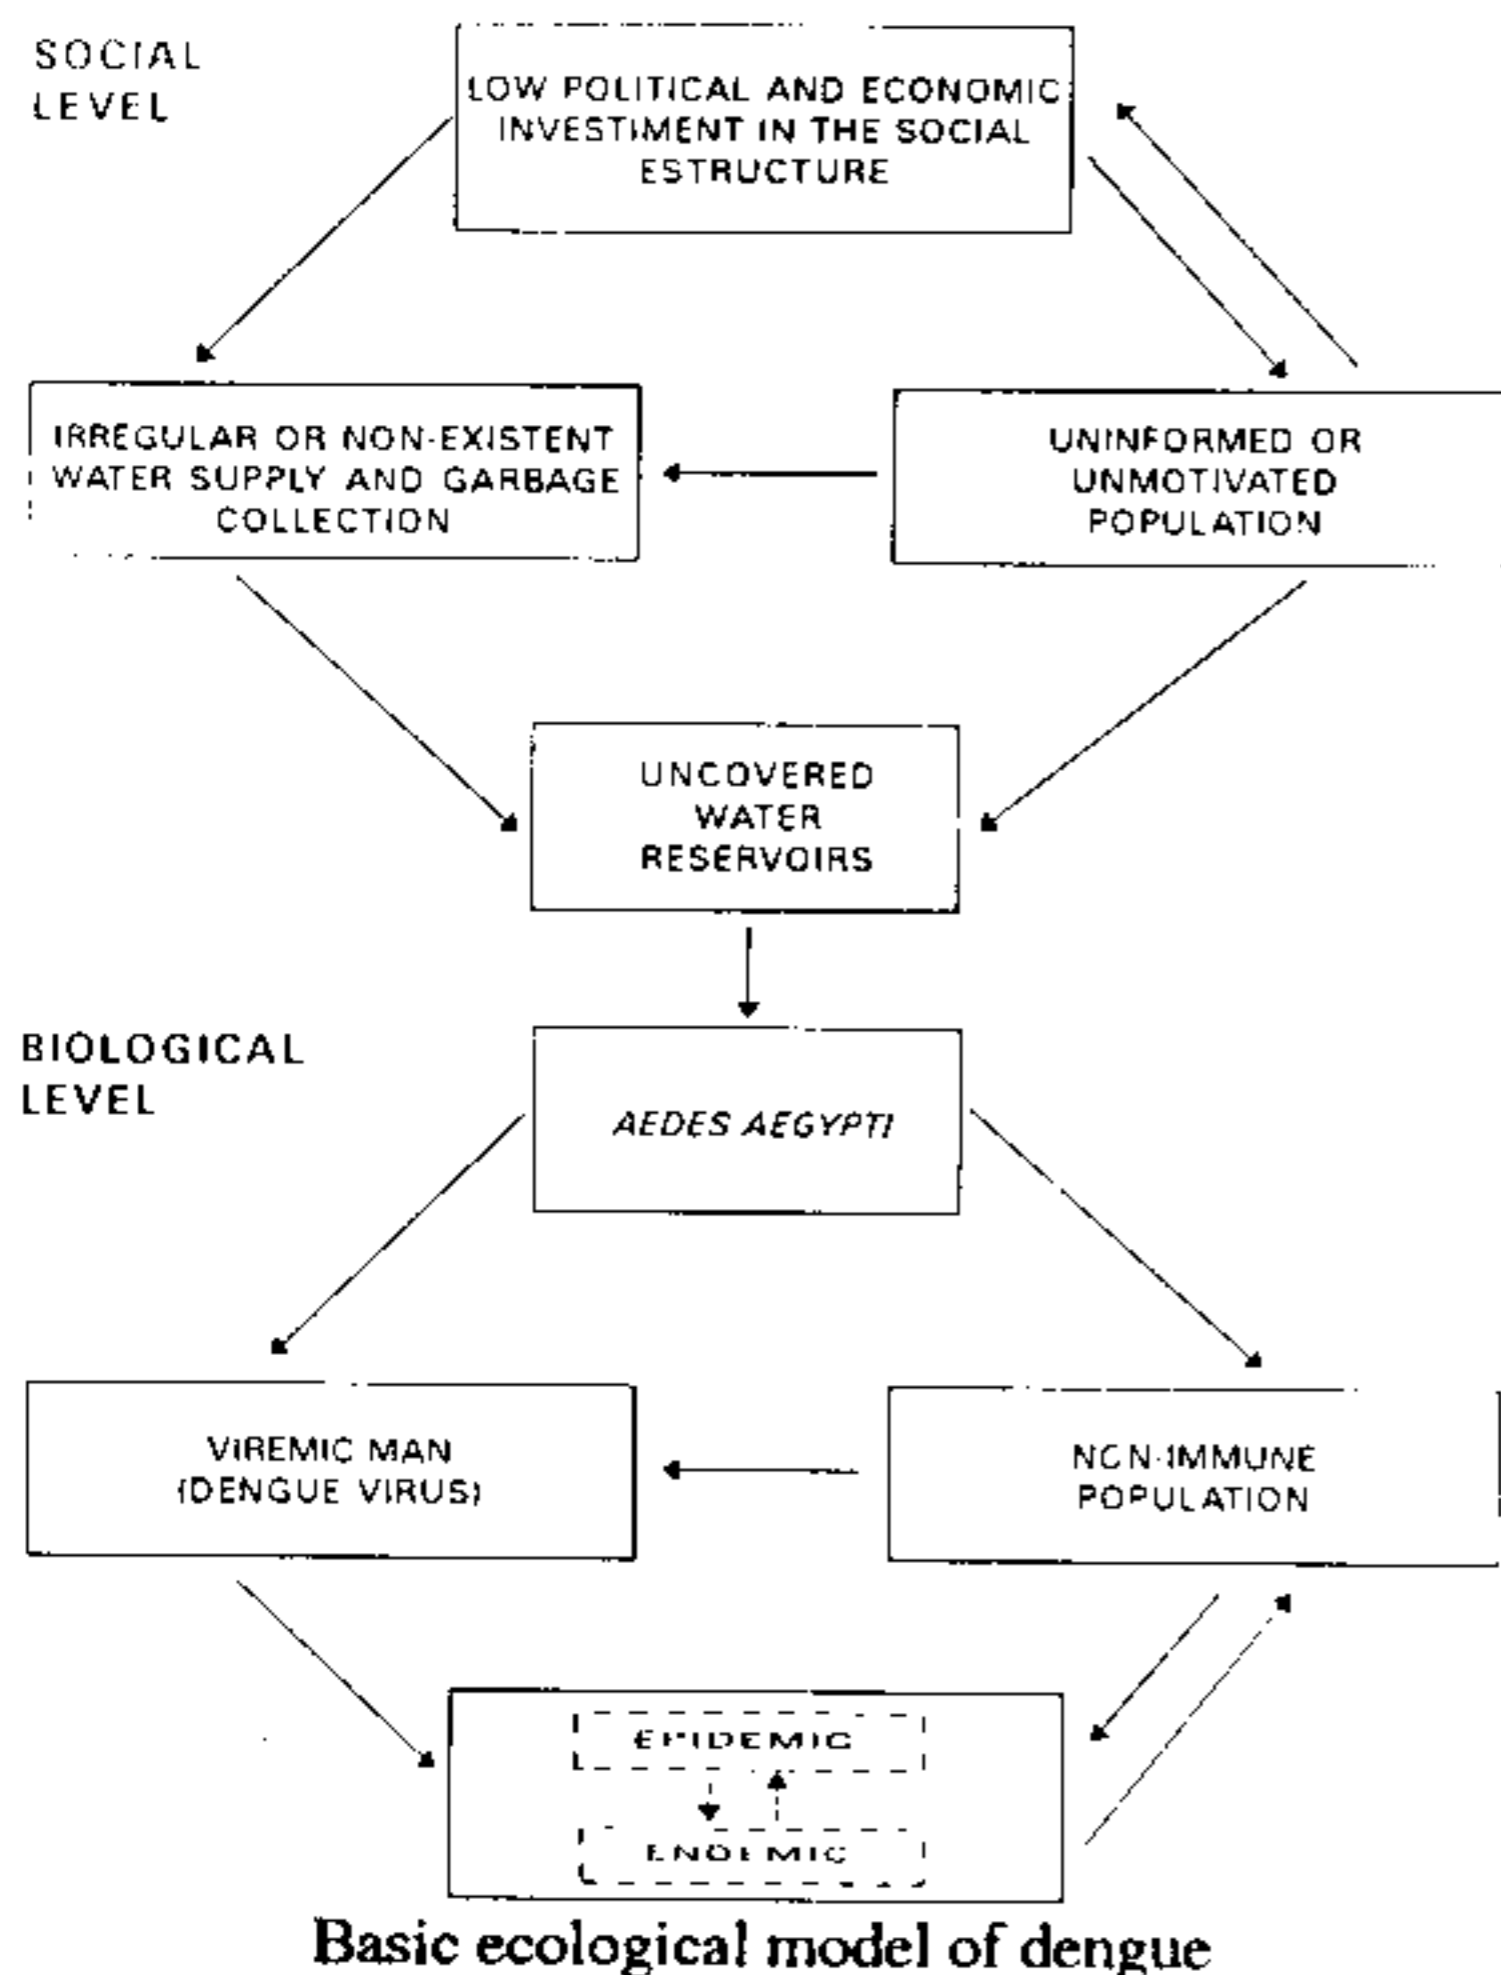 SOCIAL
LEVEL
LOW POLITICAL AND ECONOMIC
INVESTIMENT IN THE SOCIAL
ESTRUCTURE
IRREGULAR OR NON-EXISTENT
WATER SUPPLY AND GARBAGE
COLLECTION
UNINFORMED OR
UNMOTIVATED
POPULATION
UNCOVERED
WATER
RESERVOIRS
BIOLOGICAL
LEVEL
AEDES AEGYPTI
VIREMIC MAN
(DENGUE VIRUS)
NON-IMMUNE
POPULATION
EPIDEMIC
ENDEMIC
Basic ecological model of dengue